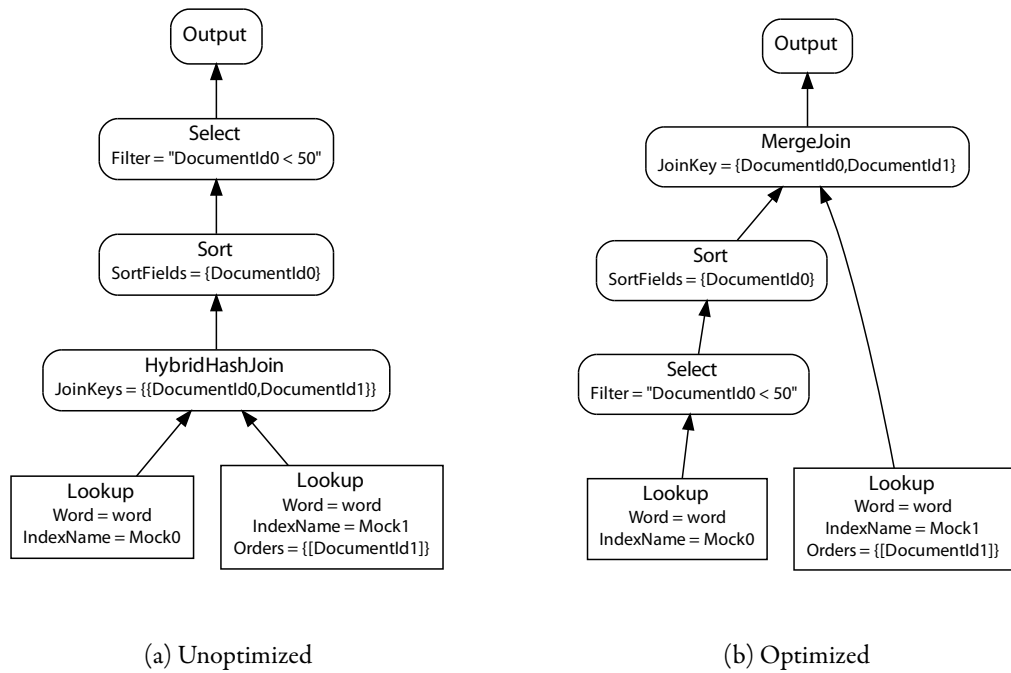 Output
Select
Filter = "DocumentId0 < 50"
Sort
SortFields = {DocumentId0}
HybridHashJoin
JoinKeys = {{DocumentId0,DocumentId1}}
Lookup
Word = word
IndexName = Mock0
Lookup
Word = word
IndexName = Mock1
Orders = {[DocumentId1]}
(a) Unoptimized
Output
MergeJoin
JoinKey = {DocumentId0,DocumentId1}
Sort
SortFields = {DocumentId0}
Select
Filter = "DocumentId0 < 50"
Lookup
Word = word
IndexName = Mock0
Lookup
Word = word
IndexName = Mock1
Orders = {[DocumentId1]}
(b) Optimized